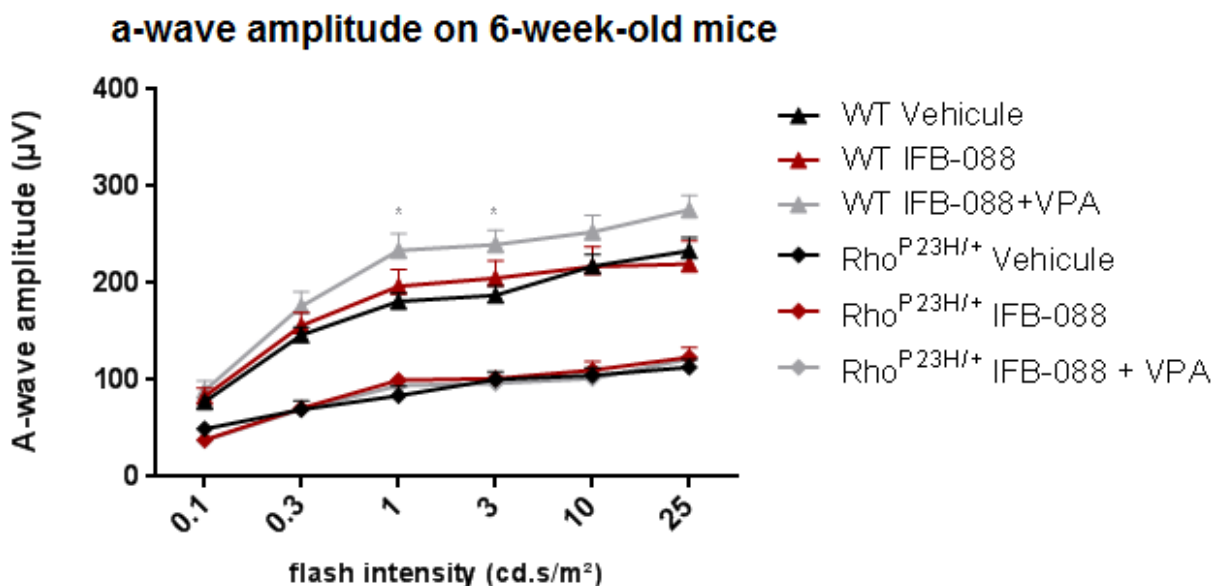 a-wave amplitude on 6-week-old mice
A-wave amplitude (µV)
400
300
200
100
0
* *
0.1 0.3 1 3 10 25
flash intensity (cd.s/m²)
WT Vehicule
WT IFB-088
WT IFB-088+VPA
Rho^P23H/+ Vehicule
Rho^P23H/+ IFB-088
Rho^P23H/+ IFB-088 + VPA